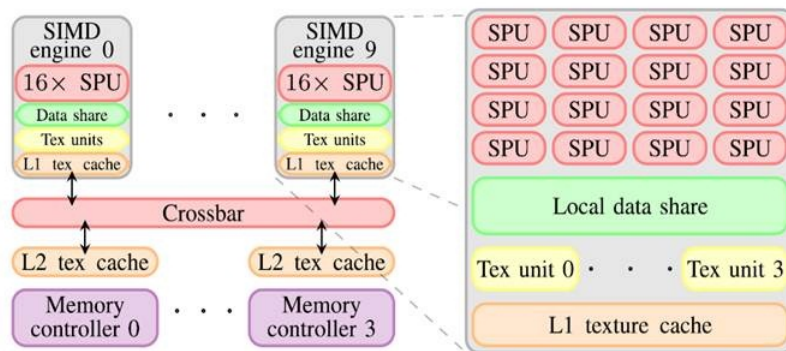 SIMD
engine 0
16× SPU
Data share
Tex units
L1 tex cache
. . .
SIMD
engine 9
16× SPU
Data share
Tex units
L1 tex cache
Crossbar
L2 tex cache
L2 tex cache
Memory
controller 0
. . .
Memory
controller 3
SPU SPU SPU SPU
SPU SPU SPU SPU
SPU SPU SPU SPU
SPU SPU SPU SPU
Local data share
Tex unit 0 . . . Tex unit 3
L1 texture cache